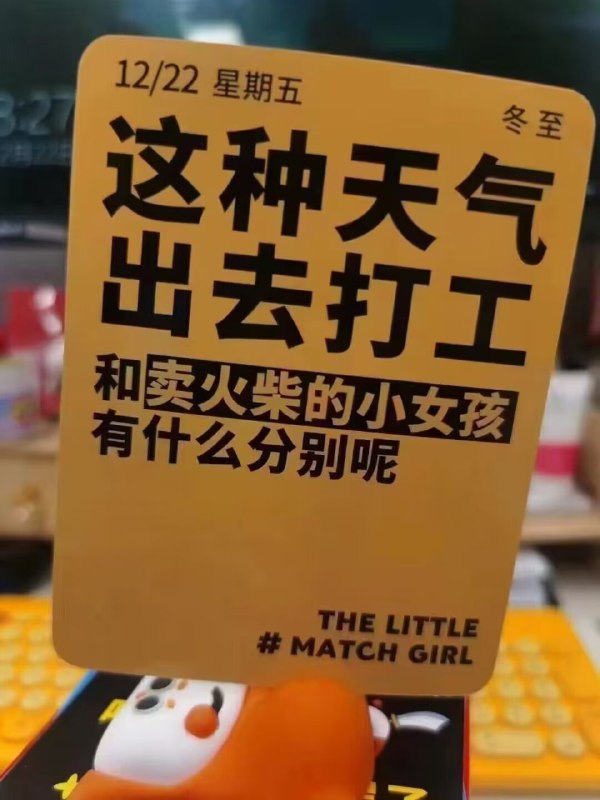 12/22 星期五
冬至
这种天气
出去打工
和卖火柴的小女孩
有什么分别呢
THE LITTLE
# MATCH GIRL